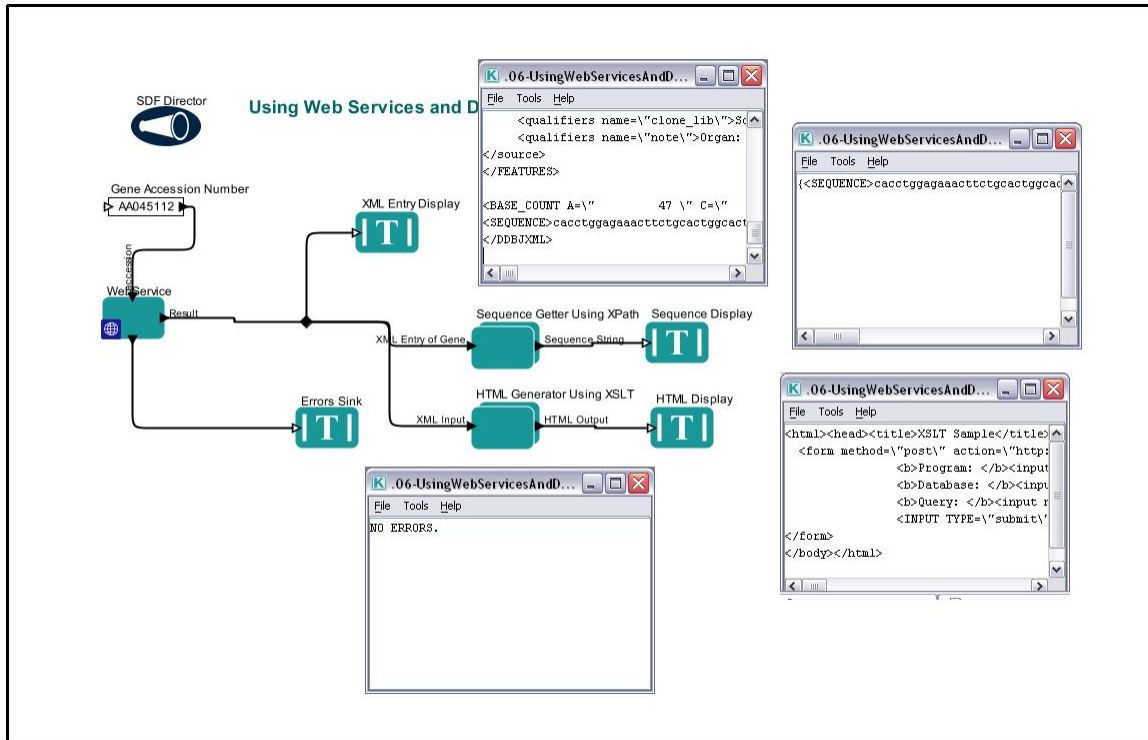 SDF Director
Using Web Services and D
Gene Accession Number
AA045112
accession
WebService
Result
XML Entry Display
T
XML Entry of Gene
Sequence Getter Using XPath
Sequence String
Sequence Display
T
Errors Sink
T
XML Input
HTML Generator Using XSLT
HTML Output
HTML Display
T
K .06-UsingWebServicesAndD...
File Tools Help
<qualifiers name=\"clone_lib\">So
<qualifiers name=\"note\">Organ:
</source>
</FEATURES>
<BASE_COUNT A=\" 47 \" C=\"
<SEQUENCE>cacctggagaaacttctgcactggcact
</DDBJXML>
K .06-UsingWebServicesAndD...
File Tools Help
{<SEQUENCE>cacctggagaaacttctgcactggcac
K .06-UsingWebServicesAndD...
File Tools Help
<html><head><title>XSLT Sample</title>
<form method=\"post\" action=\"http:
<b>Program: </b><input
<b>Database: </b><inpu
<b>Query: </b><input r
<INPUT TYPE=\"submit\"
</form>
</body></html>
K .06-UsingWebServicesAndD...
File Tools Help
NO ERRORS.